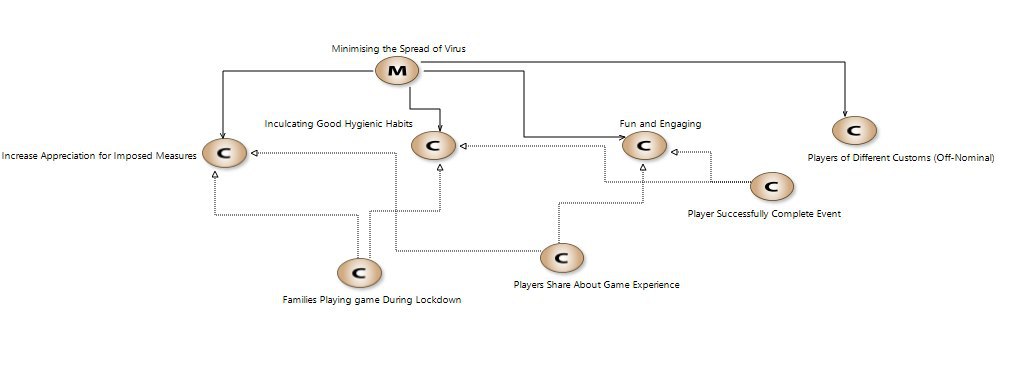 Minimising the Spread of Virus
M
Inculcating Good Hygienic Habits
Fun and Engaging
C
C
C
C
Increase Appreciation for Imposed Measures
Players of Different Customs (Off-Nominal)
C
Player Successfully Complete Event
C
Players Share About Game Experience
C
Families Playing game During Lockdown